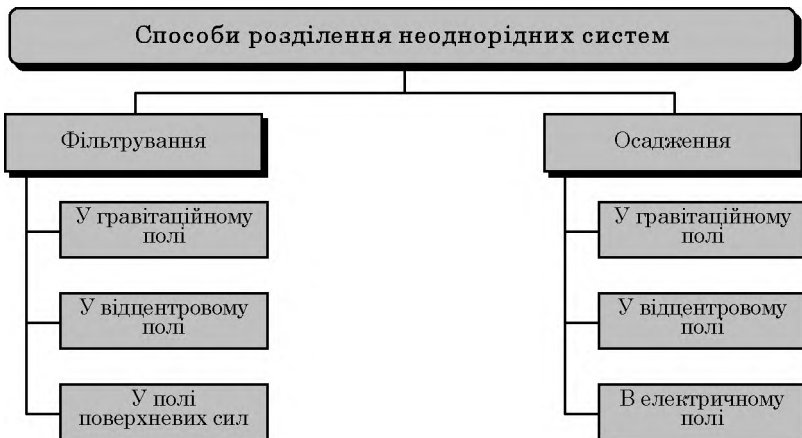 Способи розділення неоднорідних систем
Фільтрування
У гравітаційному
полі
У відцентровому
полі
У полі
поверхневих сил
Осадження
У гравітаційному
полі
У відцентровому
полі
В електричному
полі